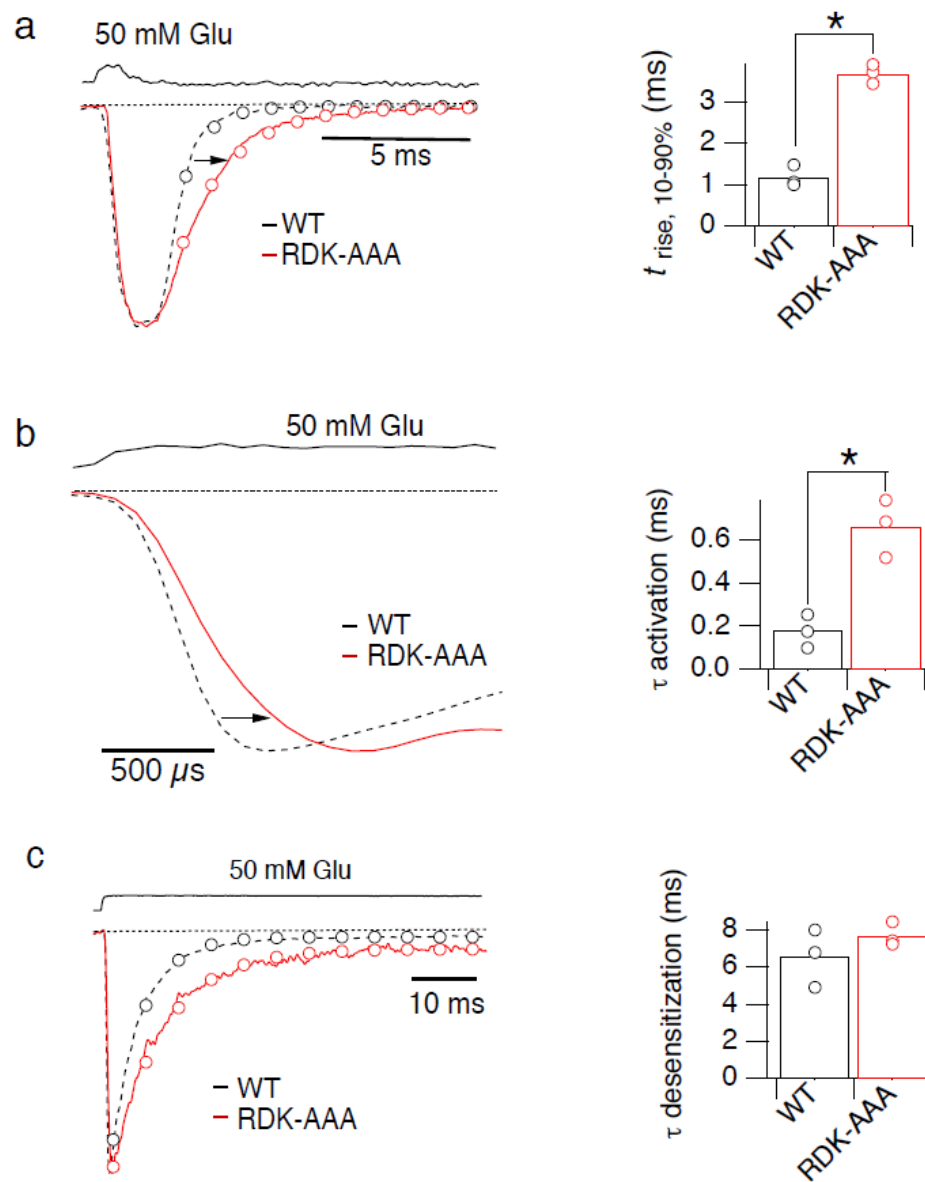 a
50 mM Glu
5 ms
WT
RDK-AAA
*
t rise, 10-90% (ms)
3
2
1
0
WT
RDK-AAA
b
50 mM Glu
500 µs
WT
RDK-AAA
*
τ activation (ms)
0.6
0.4
0.2
0.0
WT
RDK-AAA
c
50 mM Glu
10 ms
WT
RDK-AAA
τ desensitization (ms)
8
6
4
2
0
WT
RDK-AAA